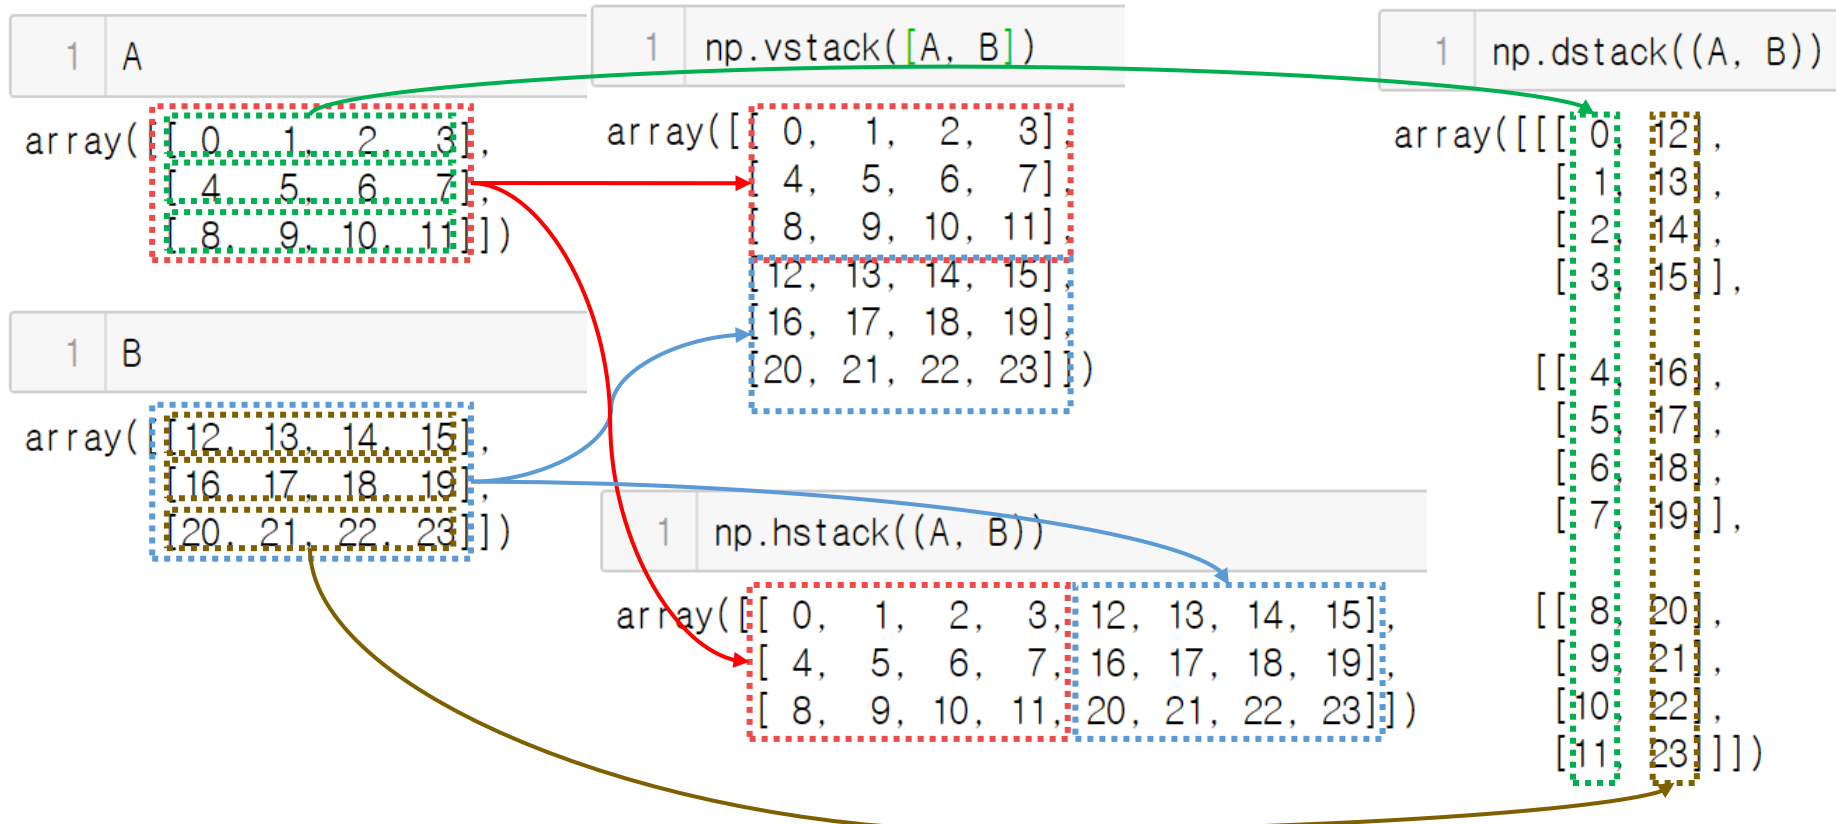 1 A
array([[ 0, 1, 2, 3],
[ 4, 5, 6, 7],
[ 8, 9, 10, 11]])
1 B
array([[12, 13, 14, 15],
[16, 17, 18, 19],
[20, 21, 22, 23]])
1 np.vstack([A, B])
array([[ 0, 1, 2, 3],
[ 4, 5, 6, 7],
[ 8, 9, 10, 11],
[12, 13, 14, 15],
[16, 17, 18, 19],
[20, 21, 22, 23]])
1 np.hstack((A, B))
array([[ 0, 1, 2, 3, 12, 13, 14, 15],
[ 4, 5, 6, 7, 16, 17, 18, 19],
[ 8, 9, 10, 11, 20, 21, 22, 23]])
1 np.dstack((A, B))
array([[[ 0, 12],
[ 1, 13],
[ 2, 14],
[ 3, 15]],
[[ 4, 16],
[ 5, 17],
[ 6, 18],
[ 7, 19]],
[[ 8, 20],
[ 9, 21],
[10, 22],
[11, 23]]])